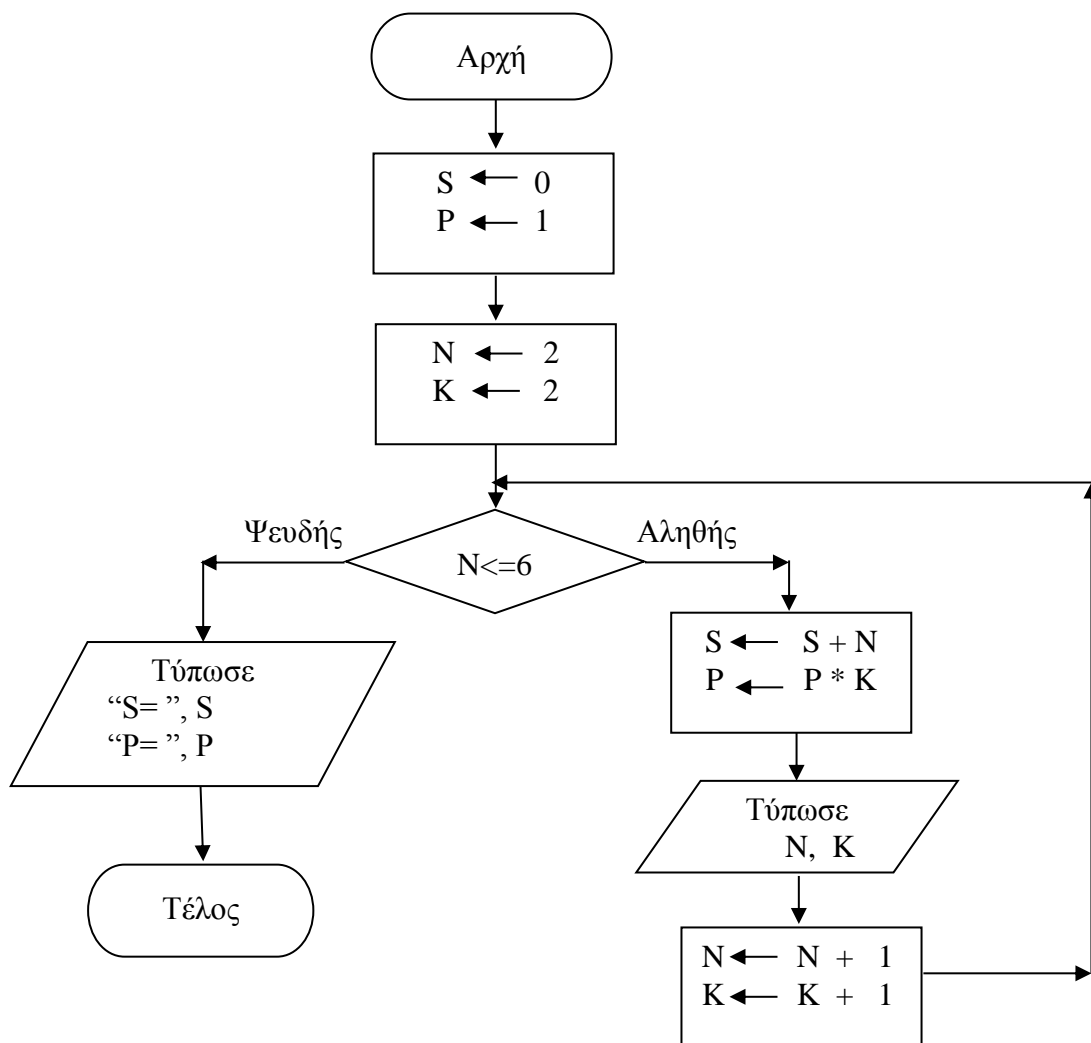 Αρχή
S ← 0
P ← 1
N ← 2
K ← 2
Ψευδής
Αληθής
N<=6
Τύπωσε
“S= ”, S
“P= ”, P
Τέλος
S ← S + N
P ← P * K
Τύπωσε
N, K
N ← N + 1
K ← K + 1